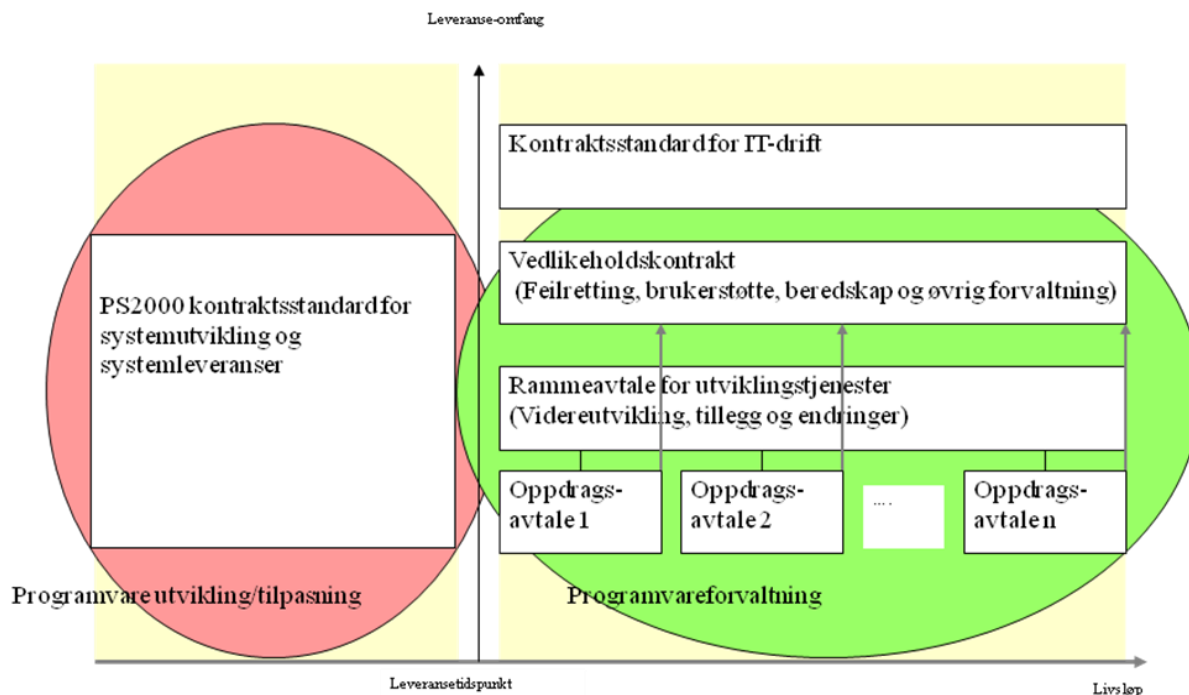 Leveranse-omfang
Kontraktsstandard for IT-drift
Vedlikeholdskontrakt
(Feilretting, brukerstøtte, beredskap og øvrig forvaltning)
PS2000 kontraktsstandard for
systemutvikling og
systemleveranser
Rammeavtale for utviklingstjenester
(Videreutvikling, tillegg og endringer)
Oppdrags-
avtale 1
Oppdrags-
avtale 2
....
Oppdrags-
avtale n
Programvare utvikling/tilpasning
Programvareforvaltning
Leveransetidspunkt
Livsløp